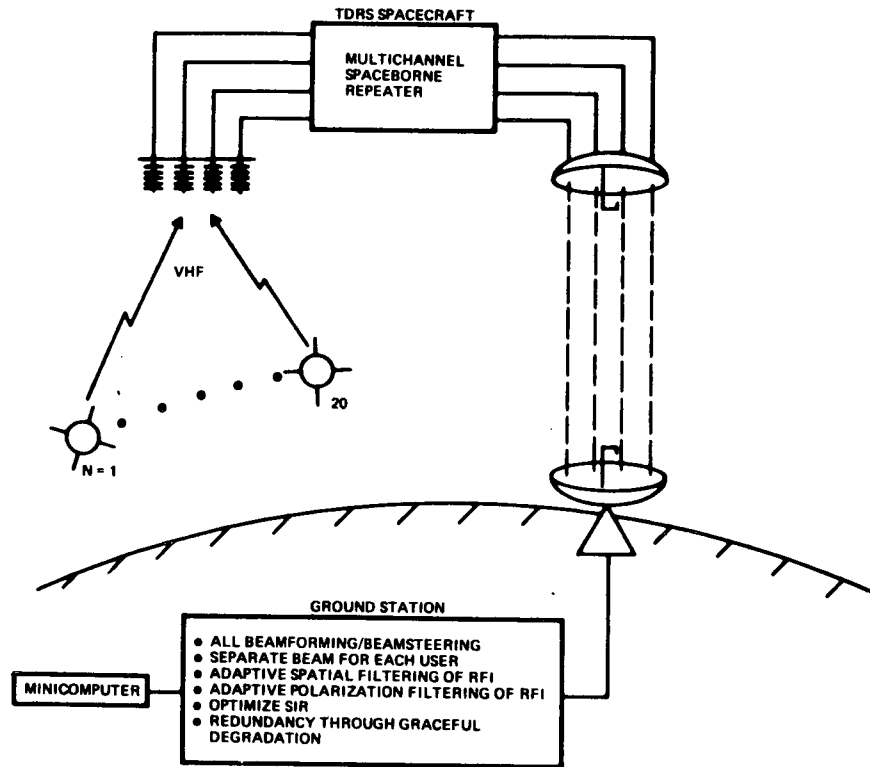 TDRS SPACECRAFT
MULTICHANNEL
SPACEBORNE
REPEATER
VHF
20
N = 1
GROUND STATION
• ALL BEAMFORMING/BEAMSTEERING
• SEPARATE BEAM FOR EACH USER
• ADAPTIVE SPATIAL FILTERING OF RFI
• ADAPTIVE POLARIZATION FILTERING OF RFI
• OPTIMIZE SIR
• REDUNDANCY THROUGH GRACEFUL
DEGRADATION
MINICOMPUTER